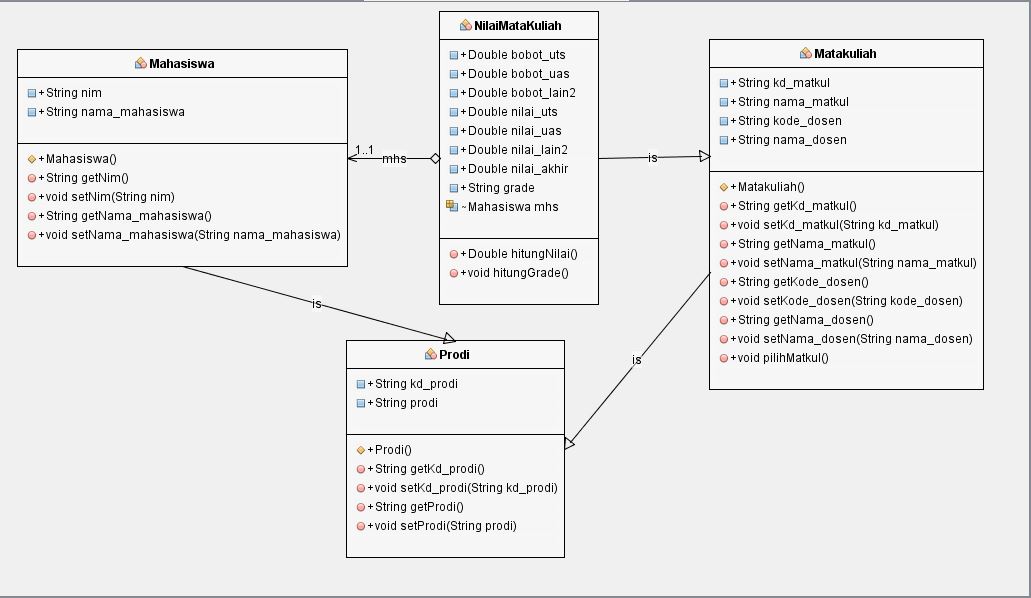 Mahasiswa
+String nim
+String nama_mahasiswa
+Mahasiswa()
+String getNim()
+void setNim(String nim)
+String getNama_mahasiswa()
+void setNama_mahasiswa(String nama_mahasiswa)
1..1
mhs
NilaiMataKuliah
+Double bobot_uts
+Double bobot_uas
+Double bobot_lain2
+Double nilai_uts
+Double nilai_uas
+Double nilai_lain2
+Double nilai_akhir
+String grade
~Mahasiswa mhs
+Double hitungNilai()
+void hitungGrade()
is
Matakuliah
+String kd_matkul
+String nama_matkul
+String kode_dosen
+String nama_dosen
+Matakuliah()
+String getKd_matkul()
+void setKd_matkul(String kd_matkul)
+String getNama_matkul()
+void setNama_matkul(String nama_matkul)
+String getKode_dosen()
+void setKode_dosen(String kode_dosen)
+String getNama_dosen()
+void setNama_dosen(String nama_dosen)
+void pilihMatkul()
is
is
Prodi
+String kd_prodi
+String prodi
+Prodi()
+String getKd_prodi()
+void setKd_prodi(String kd_prodi)
+String getProdi()
+void setProdi(String prodi)